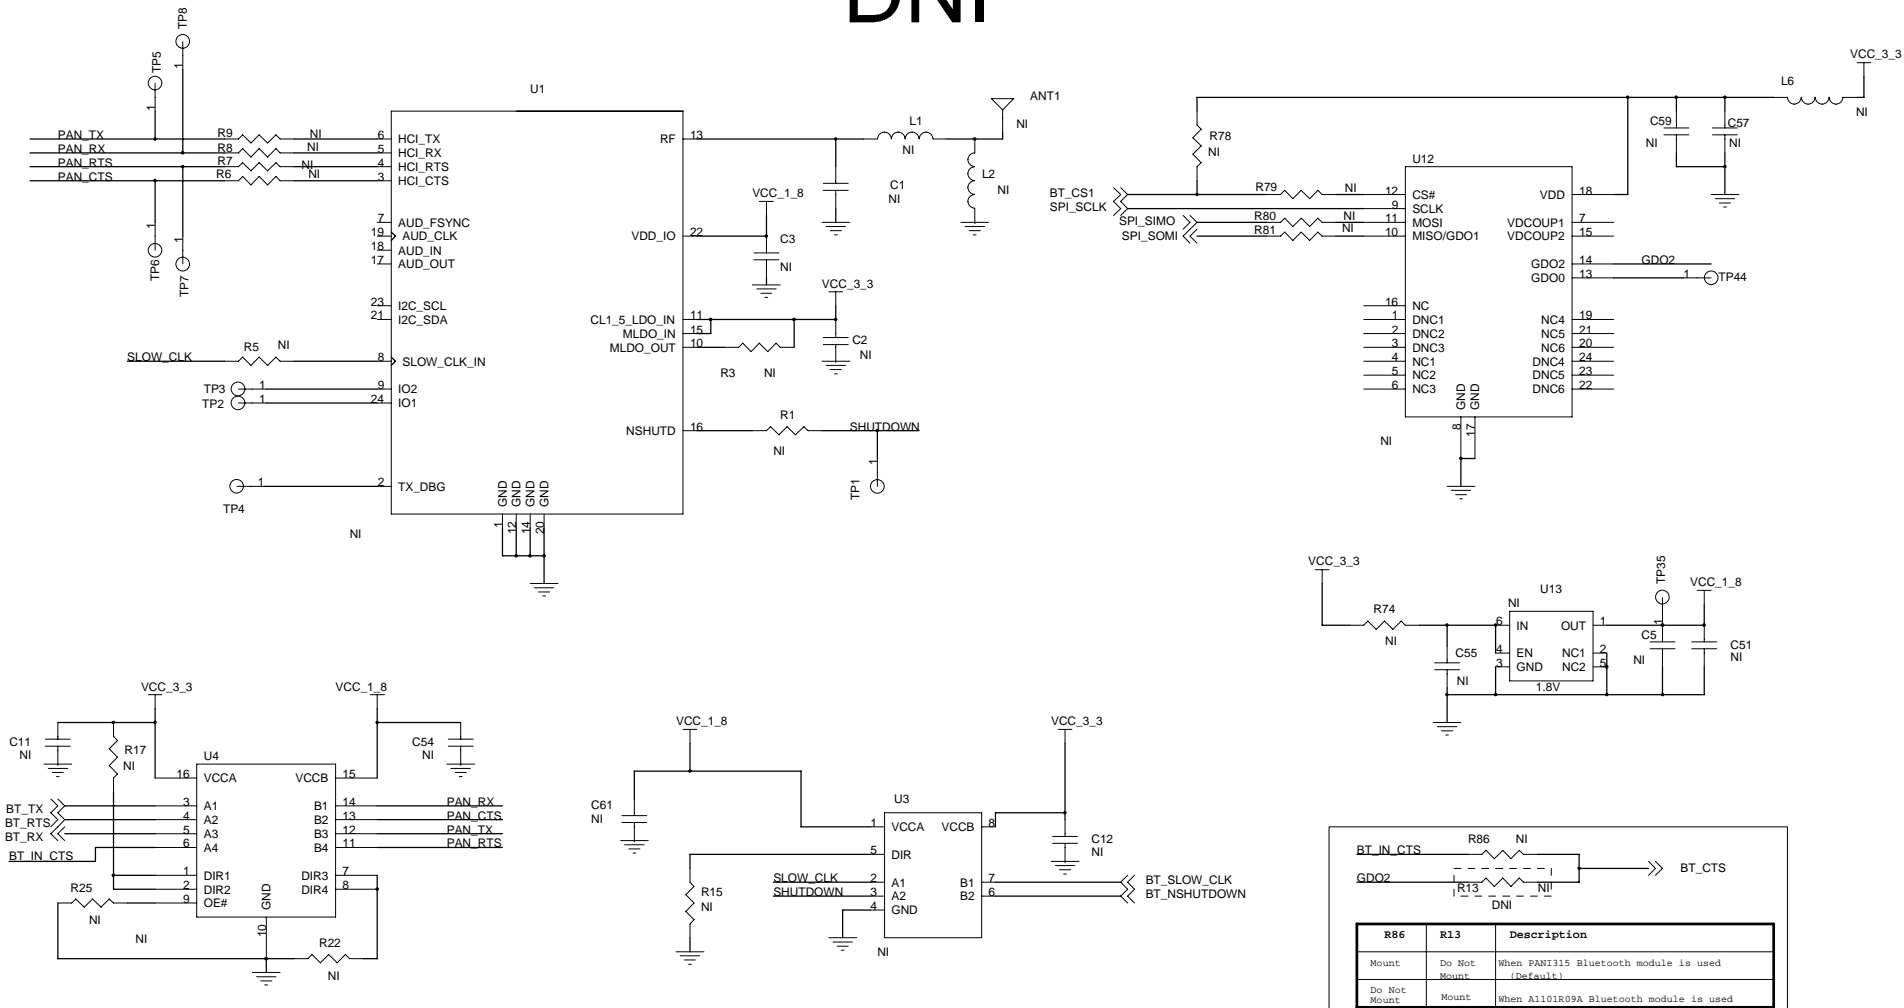 DNI
TP8
1
TP5
1
PAN_TX
PAN_RX
PAN_RTS
PAN_CTS
R9 NI
R8 NI
R7 NI
R6 NI
1
TP6
1
TP7
U1
6 HCI_TX
5 HCI_RX
4 HCI_RTS
3 HCI_CTS
7 AUD_FSYNC
19 AUD_CLK
18 AUD_IN
17 AUD_OUT
23 I2C_SCL
21 I2C_SDA
SLOW_CLK R5 NI 8 SLOW_CLK_IN
TP3 1 9 IO2
TP2 1 24 IO1
TP4 1 2 TX_DBG
NI
GND GND GND GND
1 12 14 20
RF 13
VDD_IO 22
CL1_5_LDO_IN 11
MLDO_IN 15
MLDO_OUT 10
NSHUTD 16
L1
NI
ANT1
NI
L2
NI
C1
NI
VCC_1_8
C3
NI
VCC_3_3
C2
NI
R3 NI
R1
NI
SHUTDOWN
1
TP1
VCC_3_3
L6
NI
C59
NI
C57
NI
R78
NI
U12
BT_CS1
SPI_SCLK
SPI_SIMO
SPI_SOMI
R79 NI
R80 NI
R81 NI
12 CS#
9 SCLK
11 MOSI
10 MISO/GDO1
16 NC
1 DNC1
2 DNC2
3 DNC3
4 NC1
5 NC2
6 NC3
VDD 18
VDCOUP1 7
VDCOUP2 15
GDO2 14 GDO2
GDO0 13 1 TP44
NC4 19
NC5 21
NC6 20
DNC4 24
DNC5 23
DNC6 22
GND GND
8 17
NI
VCC_3_3
R74
NI
C55
NI
U13
NI
6 IN
4 EN
3 GND
OUT 1
NC1 2
NC2 5
1.8V
TP35
1
VCC_1_8
C5
NI
C51
NI
VCC_3_3
VCC_1_8
C11
NI
R17
NI
C54
NI
U4
16 VCCA
VCCB 15
BT_TX 3 A1
BT_RTS 4 A2
BT_RX 5 A3
BT_IN_CTS 6 A4
B1 14 PAN_RX
B2 13 PAN_CTS
B3 12 PAN_TX
B4 11 PAN_RTS
1 DIR1
2 DIR2
9 OE#
DIR3 7
DIR4 8
GND
10
R25
NI
NI
R22
NI
VCC_1_8
VCC_3_3
C61
NI
U3
1 VCCA
VCCB 8
C12
NI
5 DIR
R15
NI
SLOW_CLK 2 A1
SHUTDOWN 3 A2
4 GND
B1 7 BT_SLOW_CLK
B2 6 BT_NSHUTDOWN
NI
BT_IN_CTS R86 NI
GDO2 R13 NI
DNI
BT_CTS
R86 R13 Description
Mount Do Not Mount When PANI315 Bluetooth module is used (Default)
Do Not Mount Mount When A1101R09A Bluetooth module is used